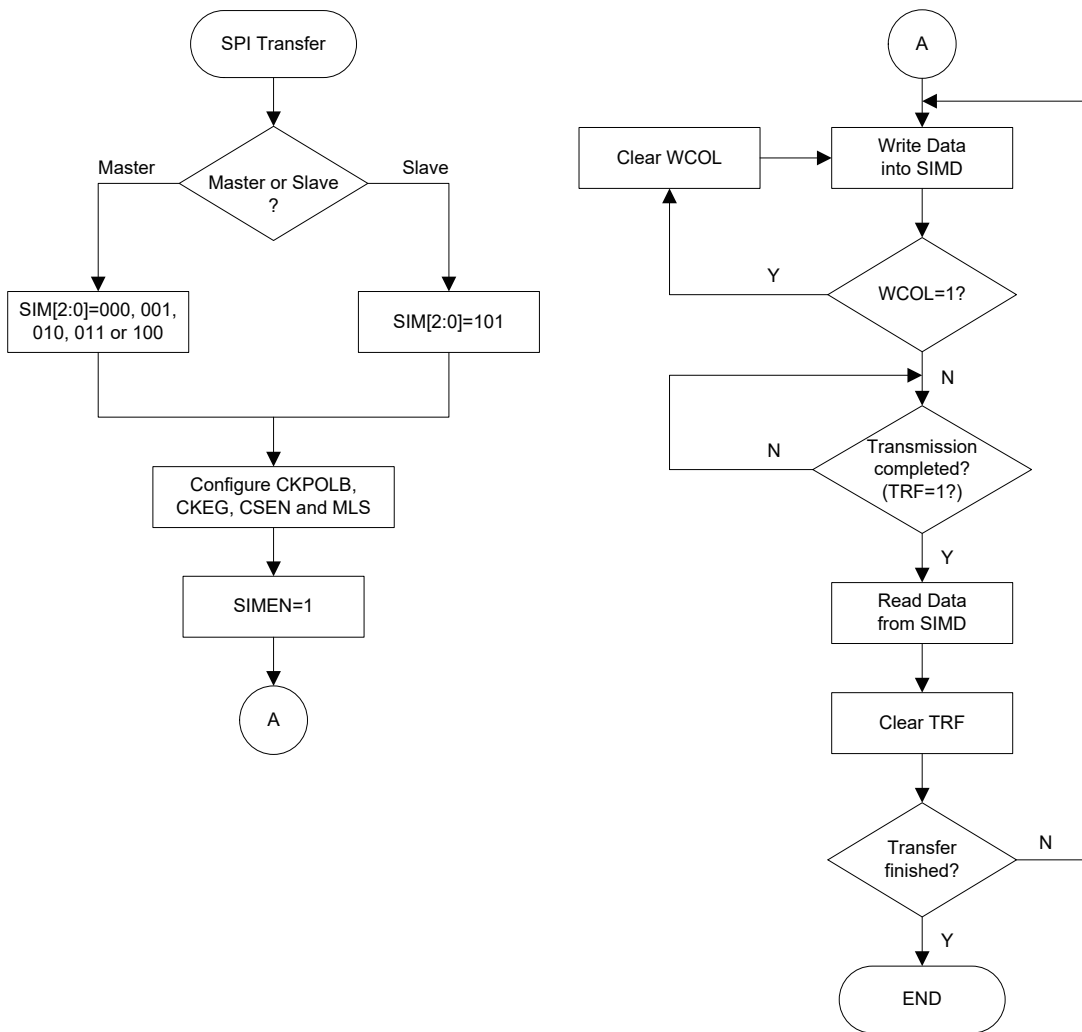 SPI Transfer
Master
Slave
Master or Slave
?
SIM[2:0]=000, 001,
010, 011 or 100
SIM[2:0]=101
Configure CKPOLB,
CKEG, CSEN and MLS
SIMEN=1
A
A
Clear WCOL
Write Data
into SIMD
Y
WCOL=1?
N
N
Transmission
completed?
(TRF=1?)
Y
Read Data
from SIMD
Clear TRF
Transfer
finished?
N
Y
END